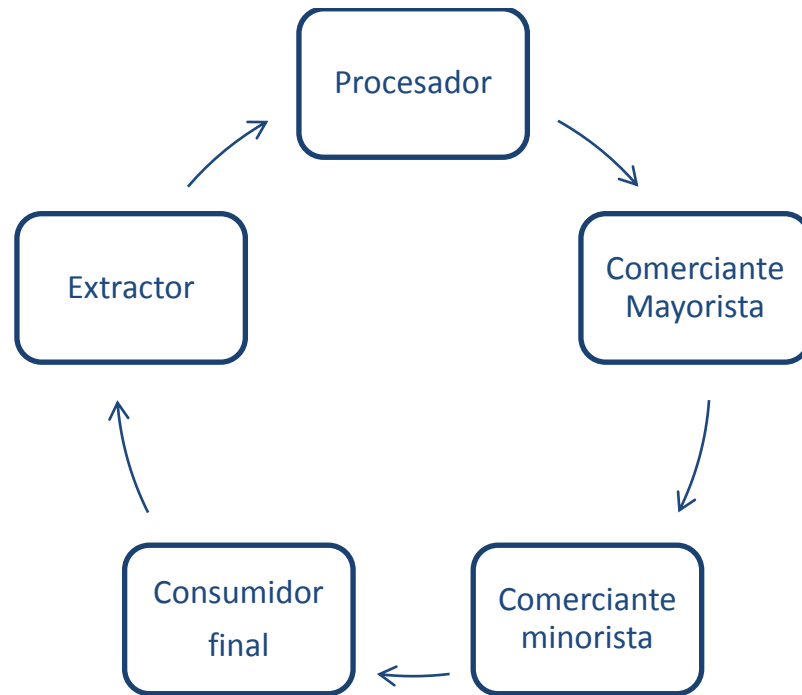 Procesador
Comerciante
Mayorista
Comerciante
minorista
Consumidor
final
Extractor